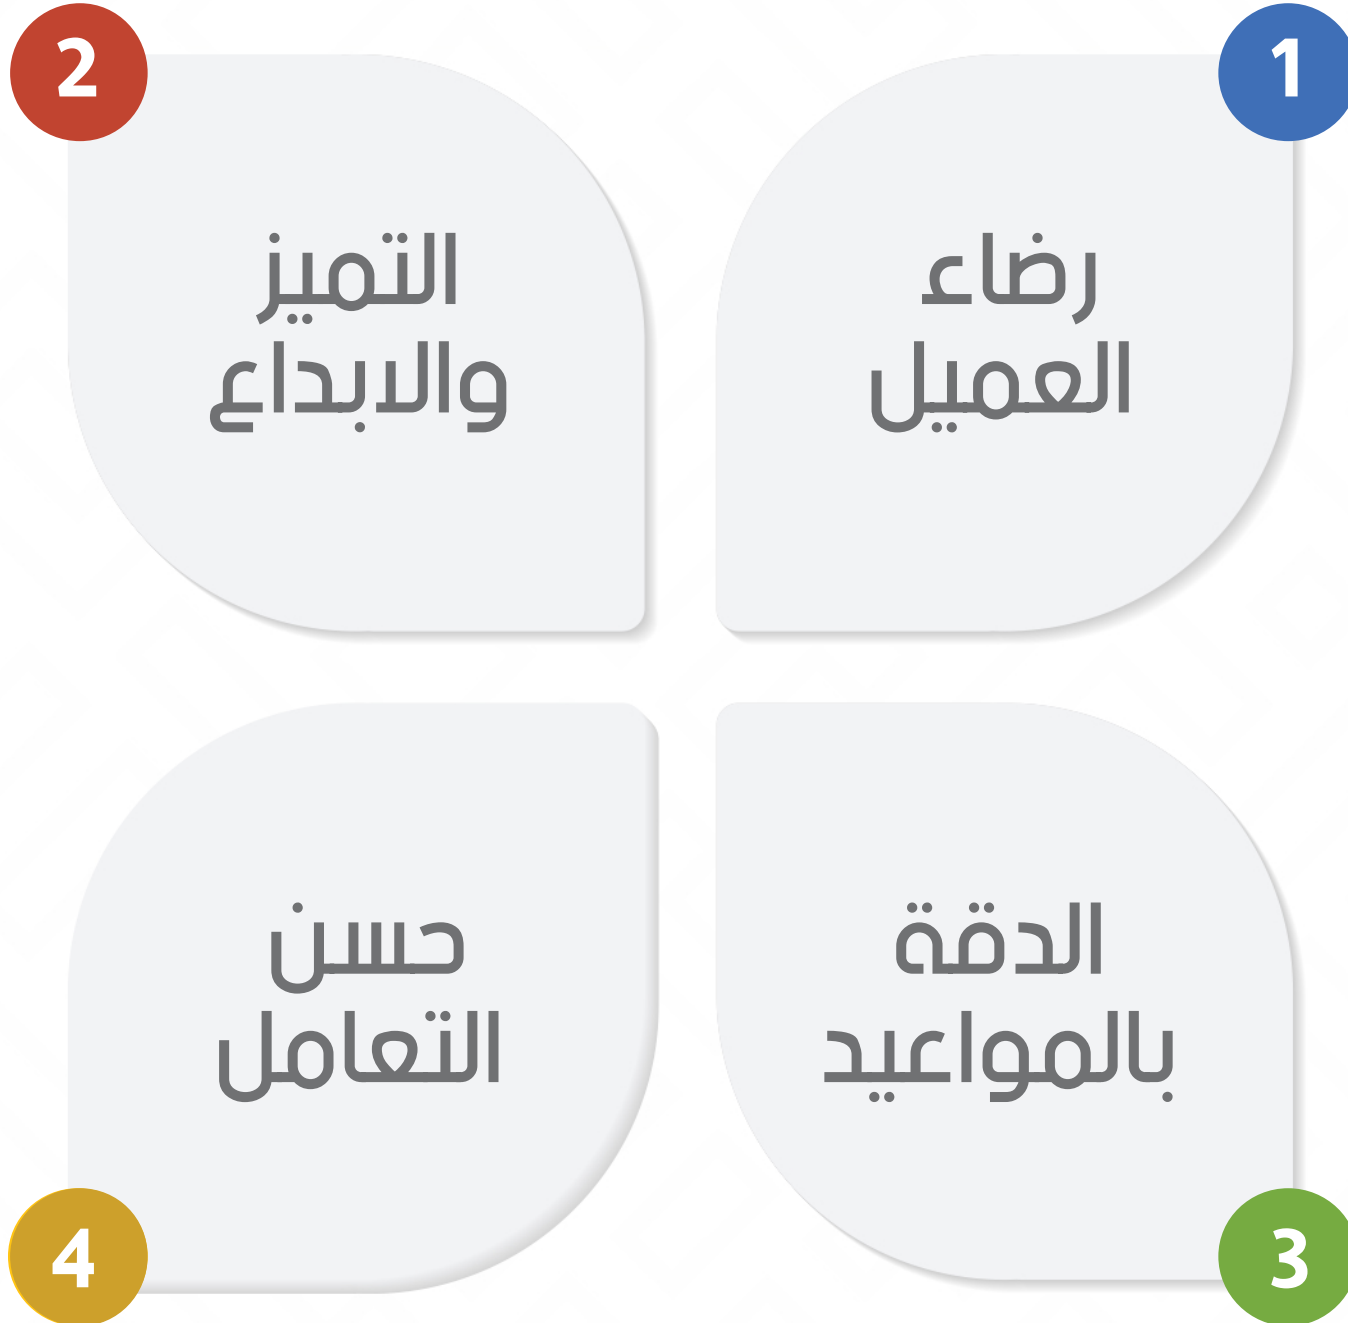 1
رضاء
العميل
2
التميز
والابداع
3
الدقة
بالمواعيد
4
حسن
التعامل